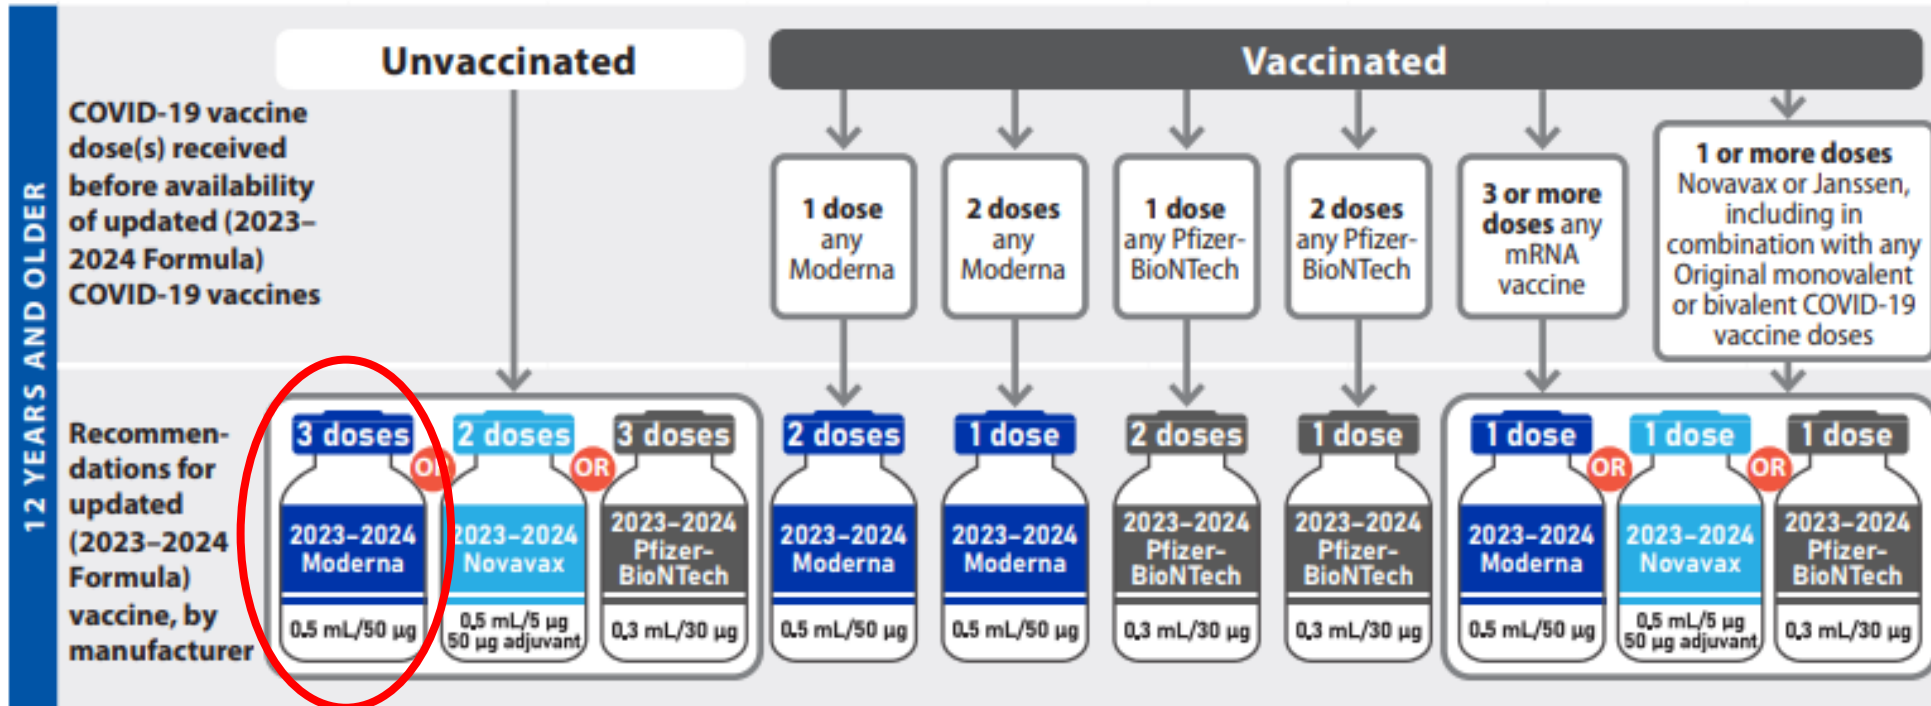 12 YEARS AND OLDER
Unvaccinated
Vaccinated
COVID-19 vaccine
dose(s) received
before availability
of updated (2023–
2024 Formula)
COVID-19 vaccines
1 dose
any
Moderna
2 doses
any
Moderna
1 dose
any Pfizer-
BioNTech
2 doses
any Pfizer-
BioNTech
3 or more
doses any
mRNA
vaccine
1 or more doses
Novavax or Janssen,
including in
combination with any
Original monovalent
or bivalent COVID-19
vaccine doses
Recommen-
dations for
updated
(2023–2024
Formula)
vaccine, by
manufacturer
3 doses
2023–2024
Moderna
0.5 mL/50 µg
OR
2 doses
2023–2024
Novavax
0.5 mL/5 µg
50 µg adjuvant
OR
3 doses
2023–2024
Pfizer-
BioNTech
0.3 mL/30 µg
2 doses
2023–2024
Moderna
0.5 mL/50 µg
1 dose
2023–2024
Moderna
0.5 mL/50 µg
2 doses
2023–2024
Pfizer-
BioNTech
0.3 mL/30 µg
1 dose
2023–2024
Pfizer-
BioNTech
0.3 mL/30 µg
1 dose
2023–2024
Moderna
0.5 mL/50 µg
OR
1 dose
2023–2024
Novavax
0.5 mL/5 µg
50 µg adjuvant
OR
1 dose
2023–2024
Pfizer-
BioNTech
0.3 mL/30 µg